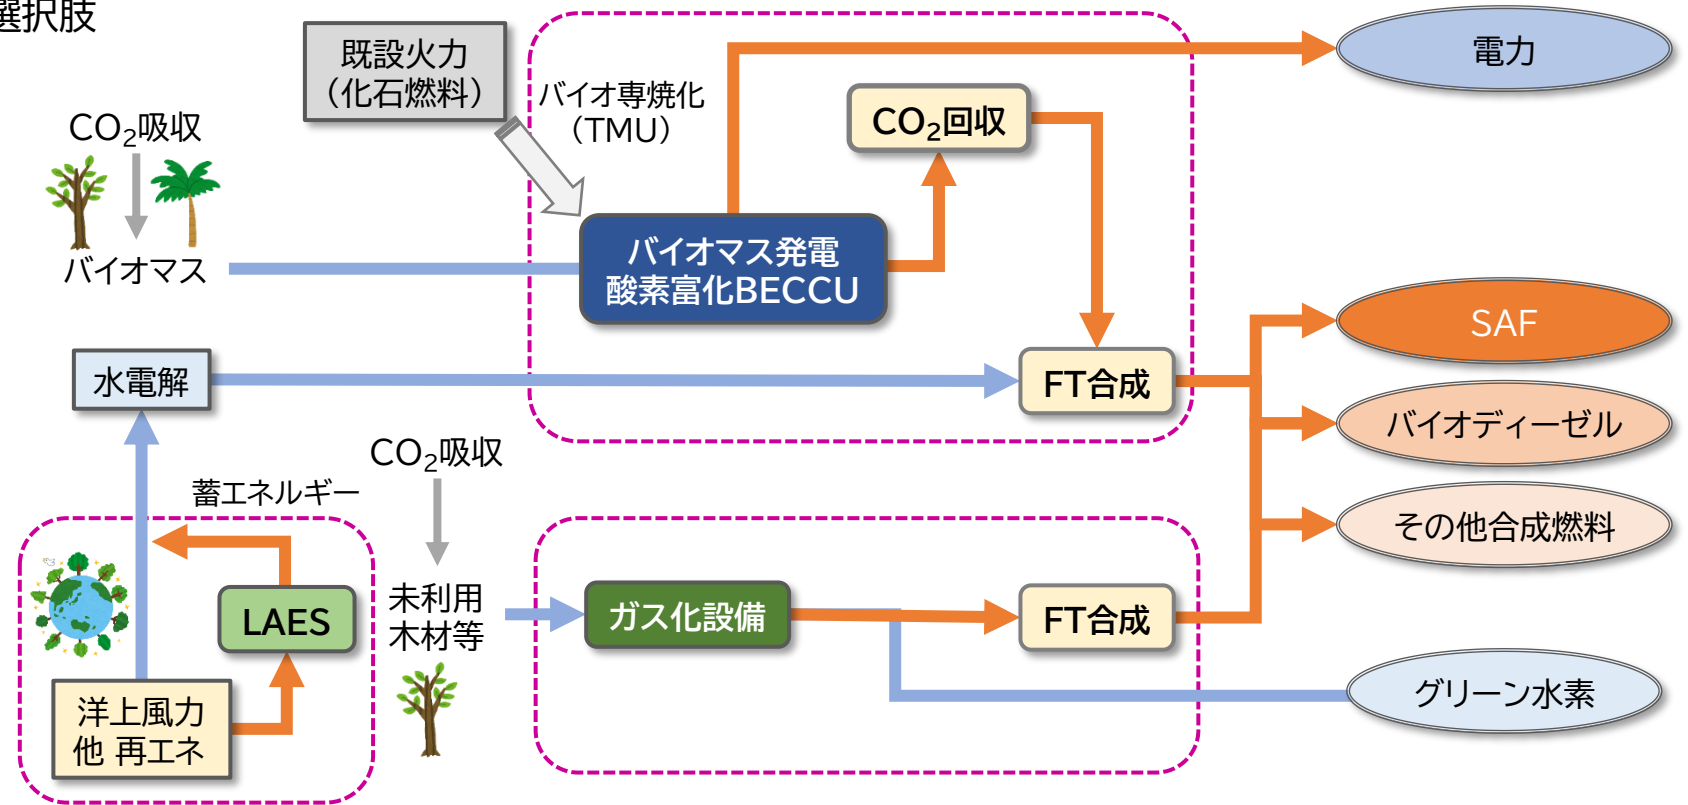 選択肢
既設火力
（化石燃料）
バイオ専焼化
（TMU）
電力
CO₂回収
CO₂吸収
バイオマス
バイオマス発電
酸素富化BECCU
SAF
水電解
FT合成
バイオディーゼル
CO₂吸収
蓄エネルギー
その他合成燃料
未利用
木材等
LAES
ガス化設備
FT合成
洋上風力
他 再エネ
グリーン水素